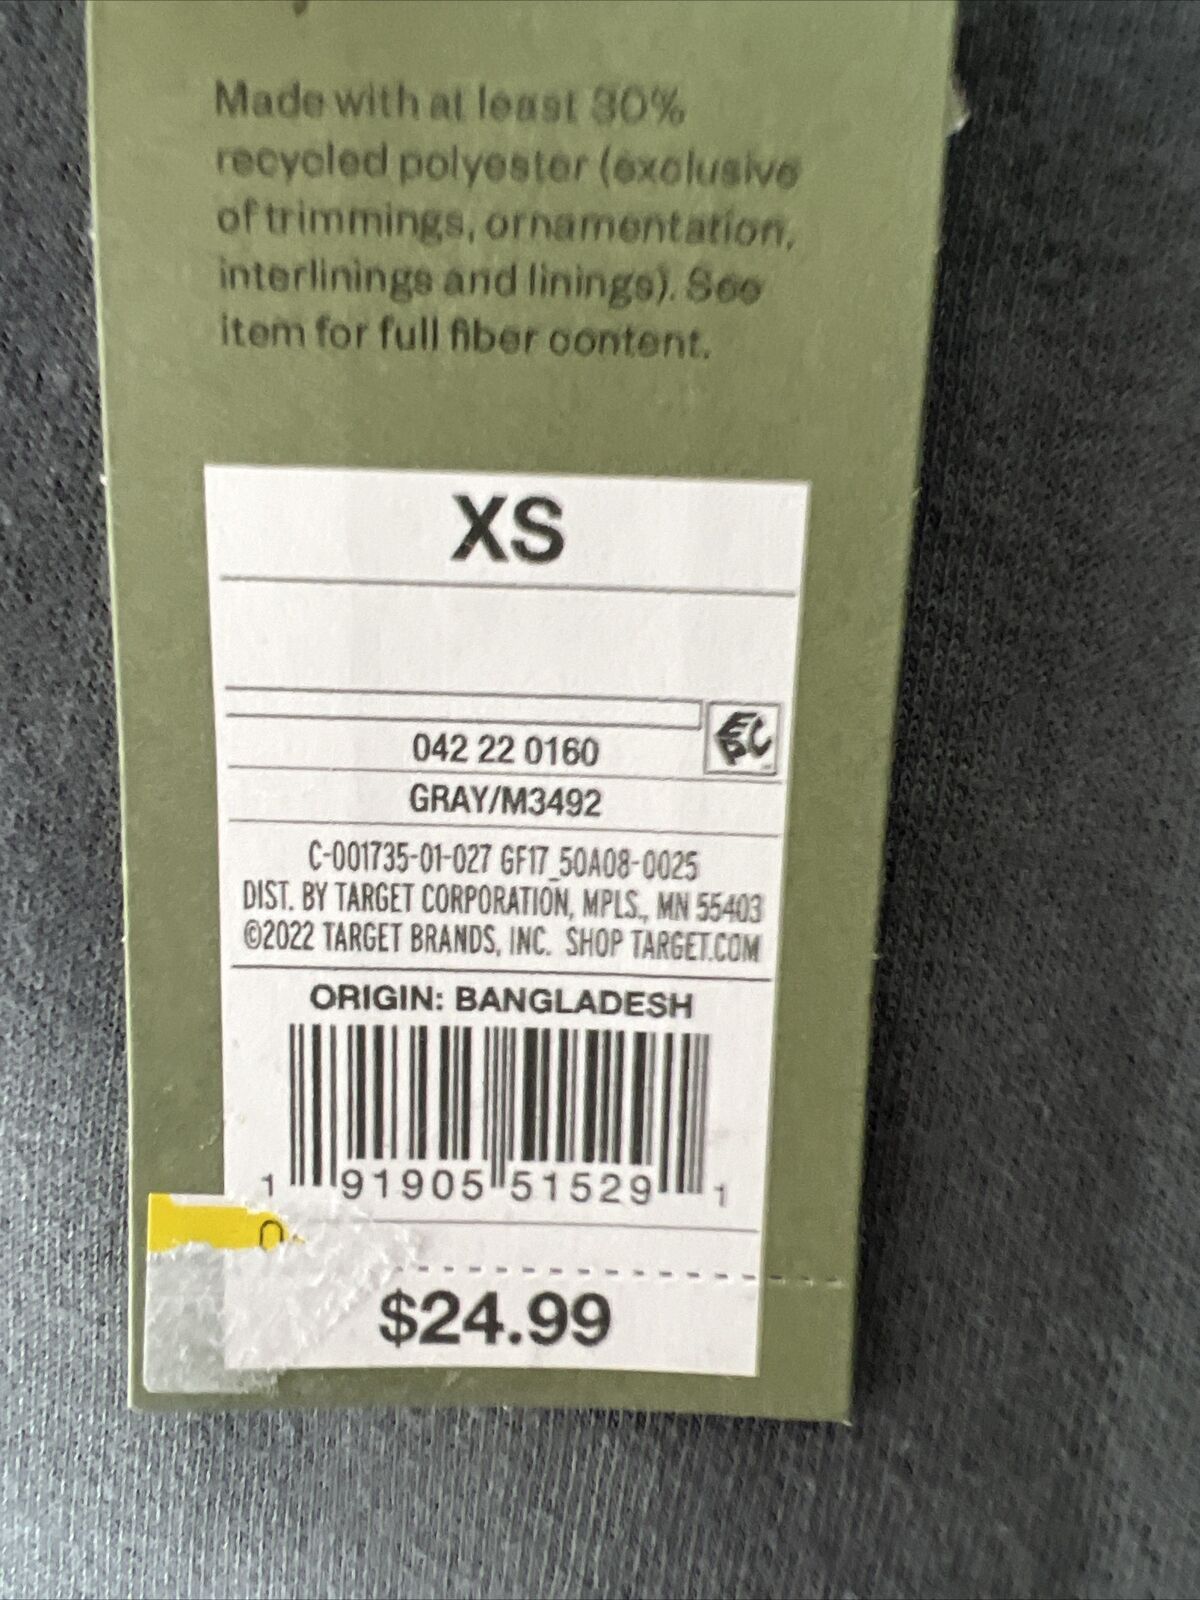 Made with at least 30%
recycled polyester (exclusive
of trimmings, ornamentation,
interlinings and linings). See
item for full fiber content.
XS
EPC
042 22 0160
GRAY/M3492
C-001735-01-027 GF17_50A08-0025
DIST. BY TARGET CORPORATION, MPLS., MN 55403
©2022 TARGET BRANDS, INC. SHOP TARGET.COM
ORIGIN: BANGLADESH
1 91905 51529 1
$24.99